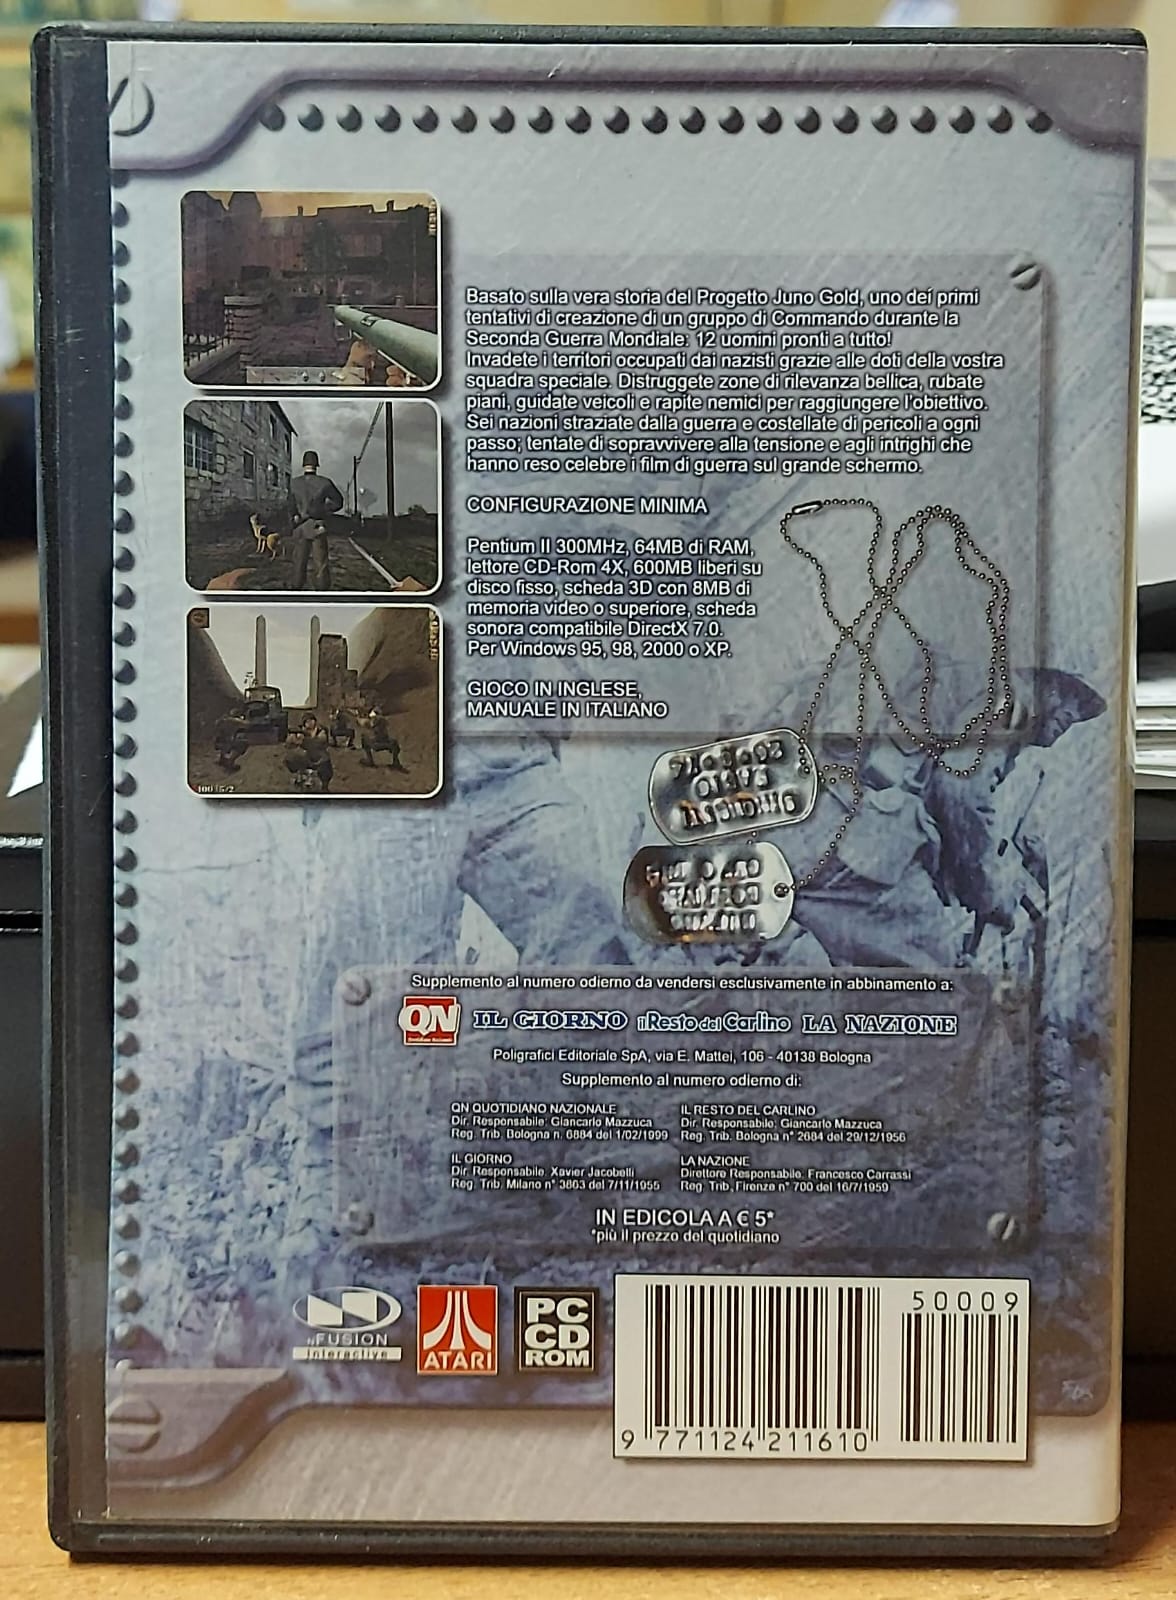 Basato sulla vera storia del Progetto Juno Gold, uno dei primi
tentativi di creazione di un gruppo di Commando durante la
Seconda Guerra Mondiale: 12 uomini pronti a tutto!
Invadete i territori occupati dai nazisti grazie alle doti della vostra
squadra speciale. Distruggete zone di rilevanza bellica, rubate
piani, guidate veicoli e rapite nemici per raggiungere l'obiettivo.
Sei nazioni straziate dalla guerra e costellate di pericoli a ogni
passo; tentate di sopravvivere alla tensione e agli intrighi che
hanno reso celebre i film di guerra sul grande schermo.
CONFIGURAZIONE MINIMA
Pentium II 300MHz, 64MB di RAM,
lettore CD-Rom 4X, 600MB liberi su
disco fisso, scheda 3D con 8MB di
memoria video o superiore, scheda
sonora compatibile DirectX 7.0.
Per Windows 95, 98, 2000 o XP.
GIOCO IN INGLESE,
MANUALE IN ITALIANO
Supplemento al numero odierno da vendersi esclusivamente in abbinamento a:
QN IL GIORNO il Resto del Carlino LA NAZIONE
Poligrafici Editoriale SpA, via E. Mattei, 106 - 40138 Bologna
Supplemento al numero odierno di:
QN QUOTIDIANO NAZIONALE
Dir. Responsabile: Giancarlo Mazzuca
Reg. Trib. Bologna n. 6884 del 1/02/1999
IL RESTO DEL CARLINO
Dir. Responsabile: Giancarlo Mazzuca
Reg. Trib. Bologna n° 2684 del 29/12/1956
IL GIORNO
Dir. Responsabile: Xavier Jacobelli
Reg. Trib. Milano n° 3803 del 7/11/1955
LA NAZIONE
Direttore Responsabile: Francesco Carrassi
Reg. Trib. Firenze n° 700 del 16/7/1959
IN EDICOLA A € 5*
*più il prezzo del quotidiano
nFUSION
interactive
ATARI
PC
CD
ROM
50009
9 771124 211610